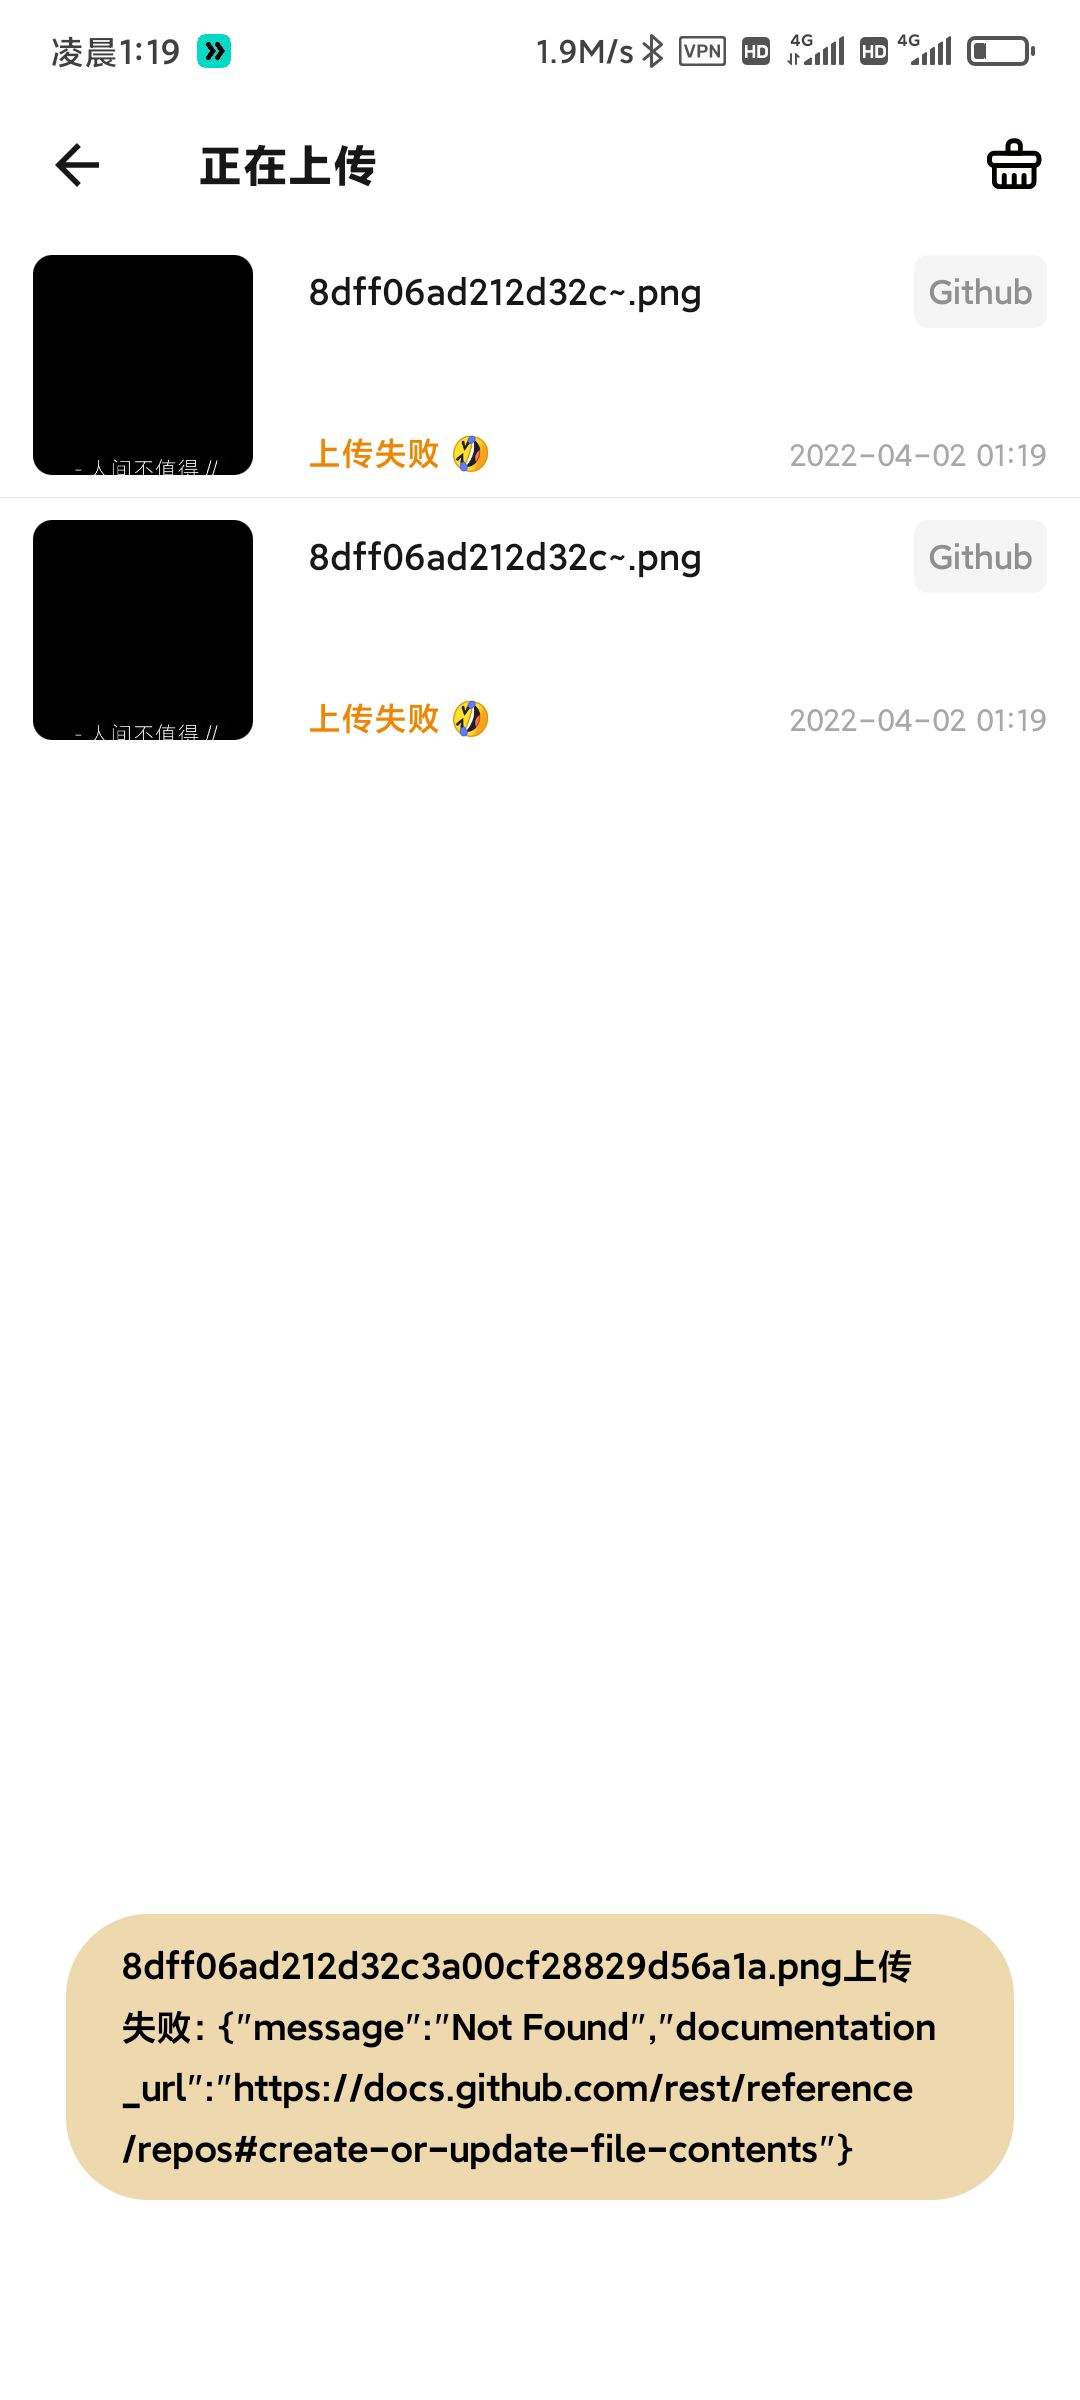 凌晨1:19
1.9M/s VPN HD 4G HD 4G
正在上传
8dff06ad212d32c~.png
Github
上传失败 🤣
2022-04-02 01:19
- 人间不值得 //
8dff06ad212d32c~.png
Github
上传失败 🤣
2022-04-02 01:19
- 人间不值得 //
8dff06ad212d32c3a00cf28829d56a1a.png上传
失败: {"message":"Not Found","documentation
_url":"https://docs.github.com/rest/reference
/repos#create-or-update-file-contents"}